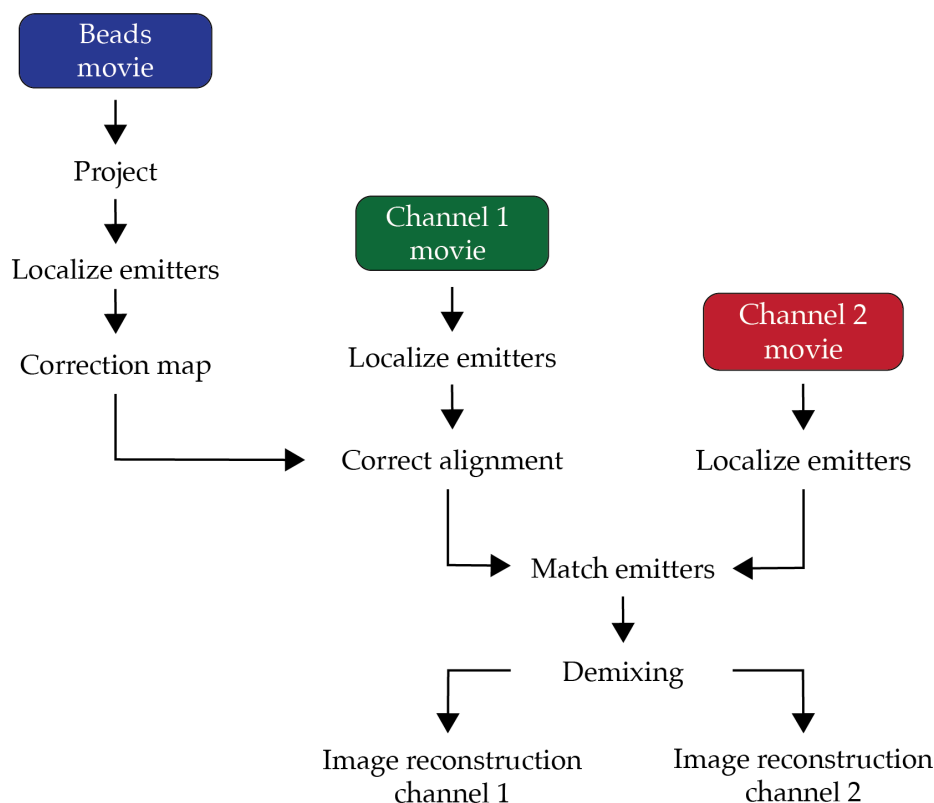 Beads
movie
Project
Localize emitters
Correction map
Channel 1
movie
Localize emitters
Correct alignment
Channel 2
movie
Localize emitters
Match emitters
Demixing
Image reconstruction
channel 1
Image reconstruction
channel 2